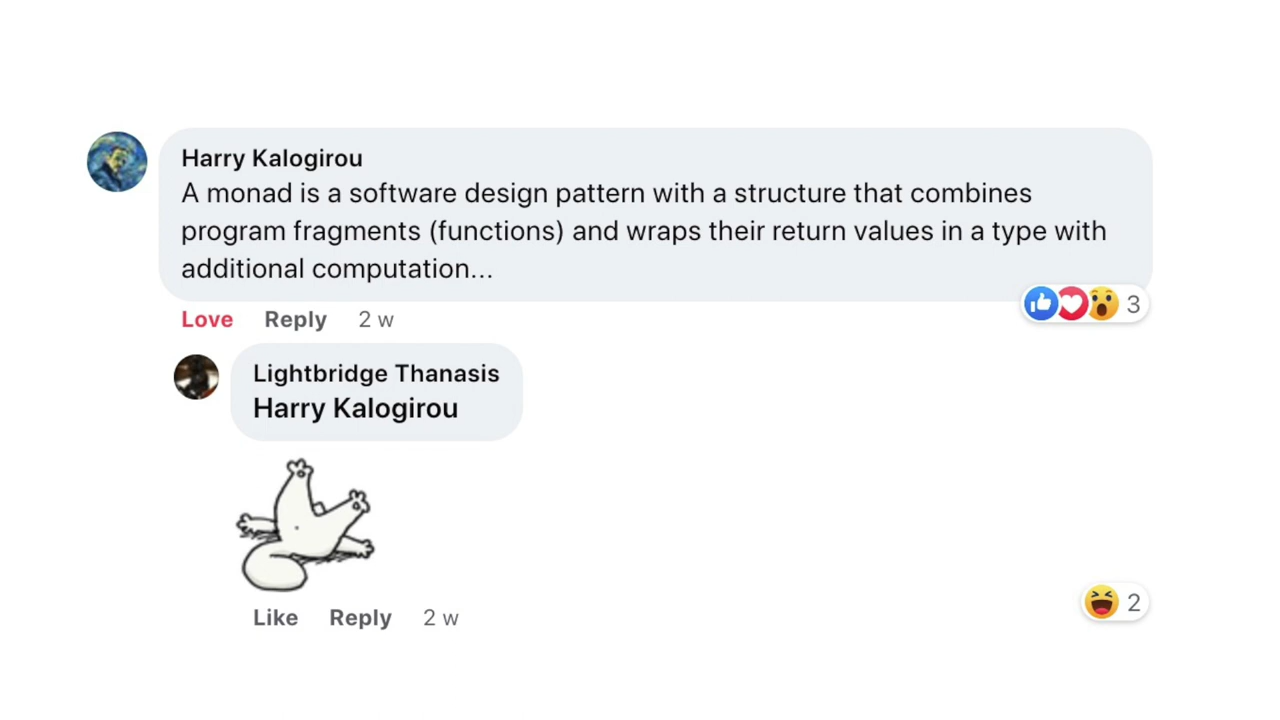 Harry Kalogirou
A monad is a software design pattern with a structure that combines
program fragments (functions) and wraps their return values in a type with
additional computation...
Love Reply 2 w
3
Lightbridge Thanasis
Harry Kalogirou
Like Reply 2 w
2